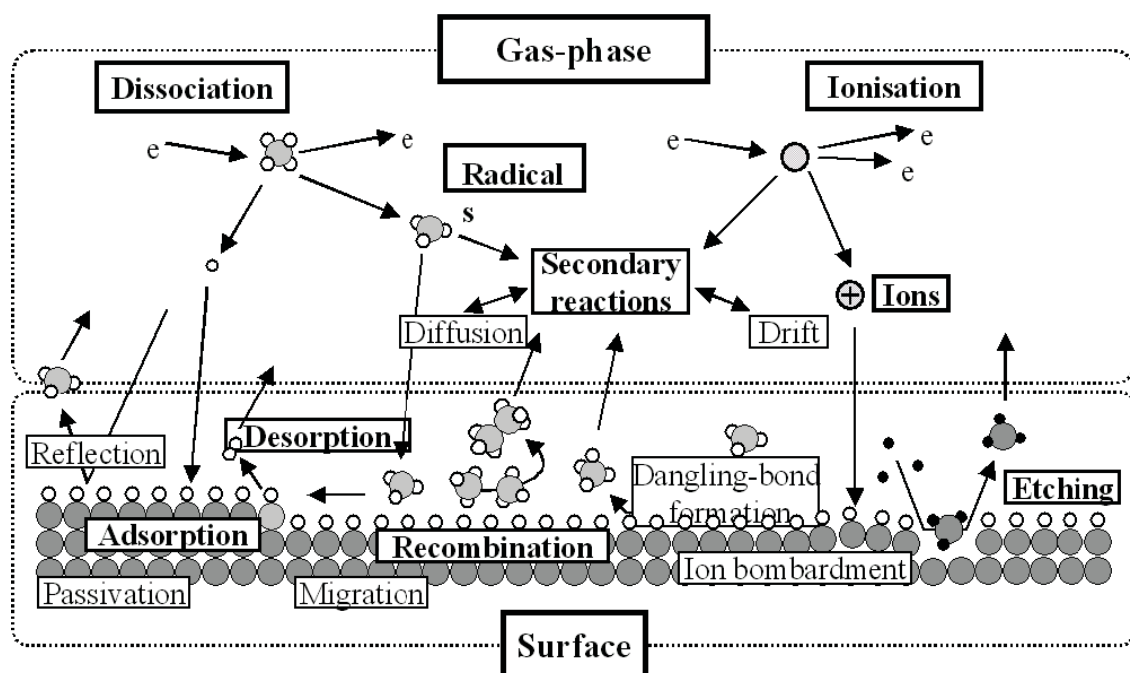 Gas-phase
Dissociation
Ionisation
e
e
e
e
e
Radical
s
Secondary
reactions
Ions
Diffusion
Drift
Reflection
Desorption
Dangling-bond
formation
Etching
Adsorption
Recombination
Ion bombardment
Passivation
Migration
Surface